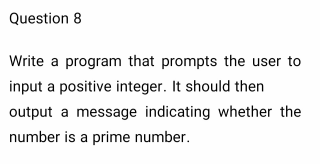 Question 8
Write a program that prompts the user to
input a positive integer. It should then
output a message indicating whether the
number is a prime number.